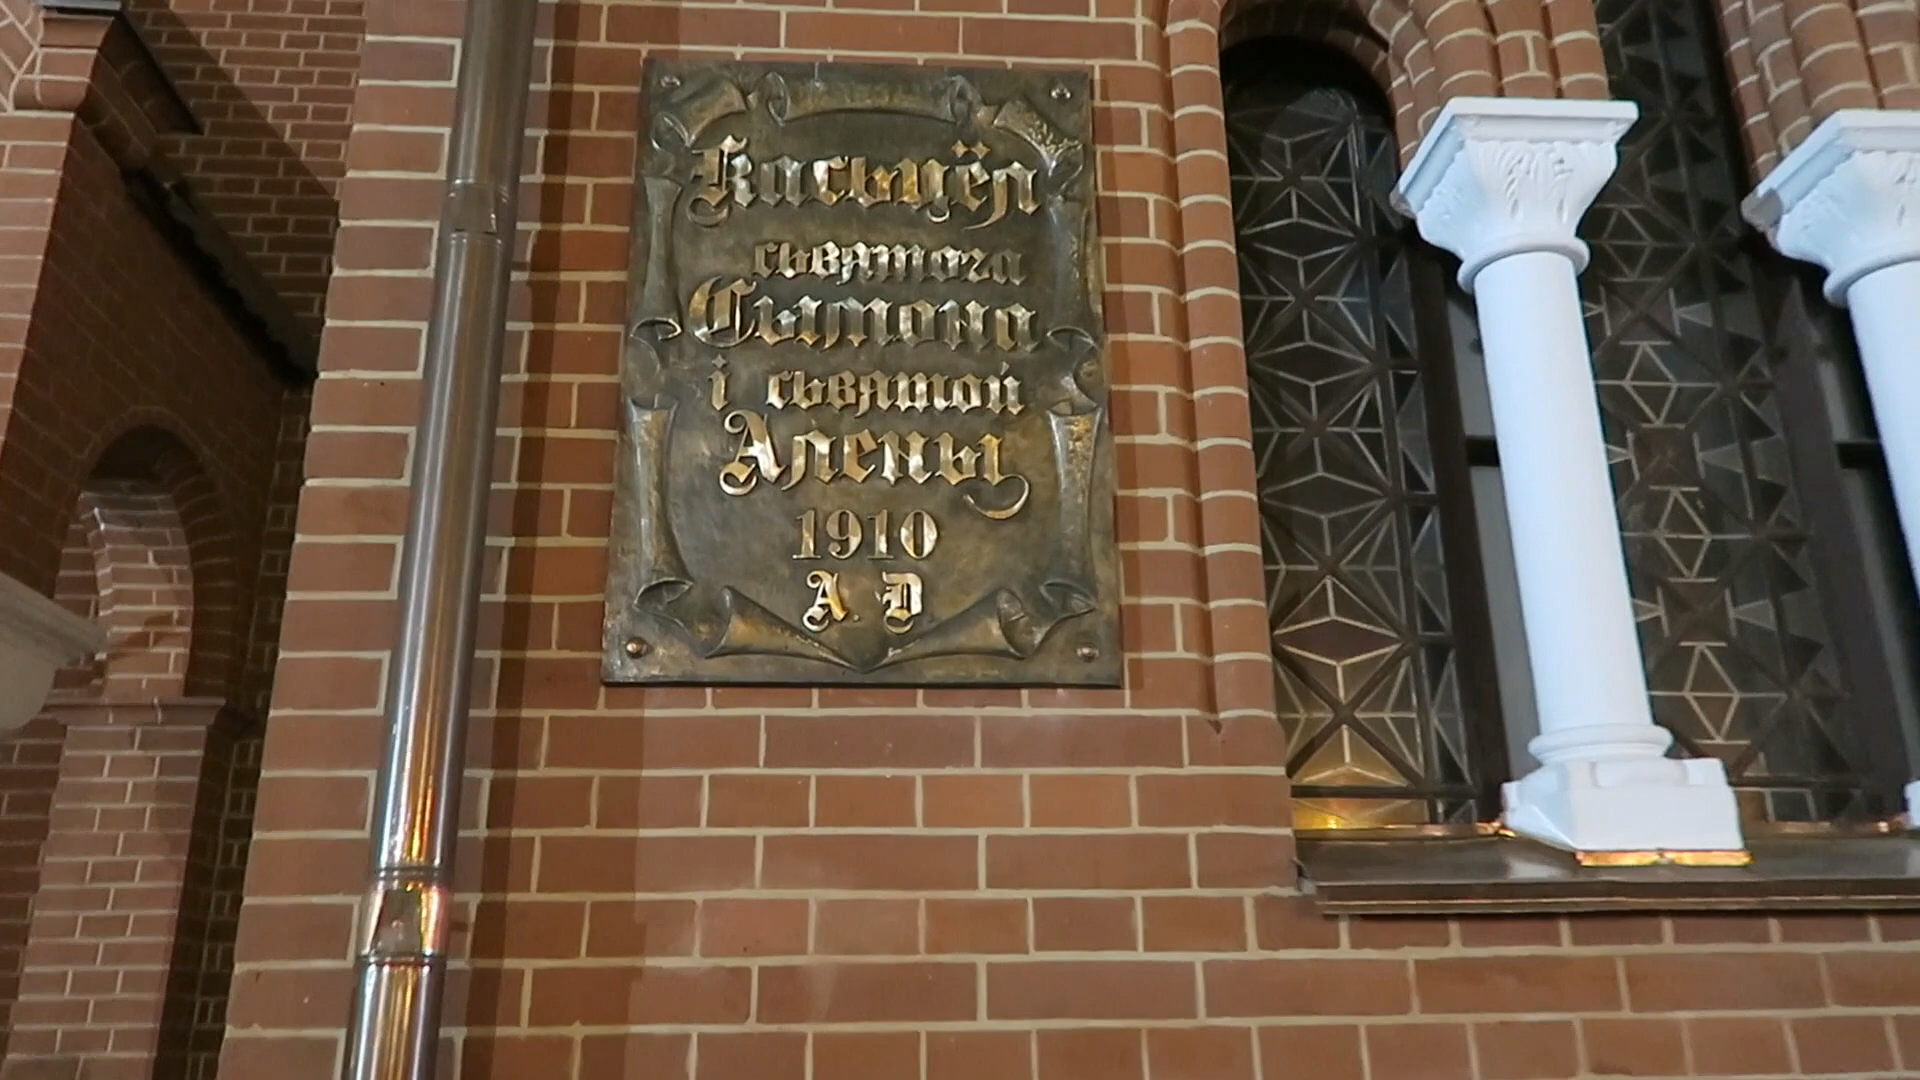 Касьцёл
сьвятога
Сымона
і сьвятой
Алены
1910
A. D.